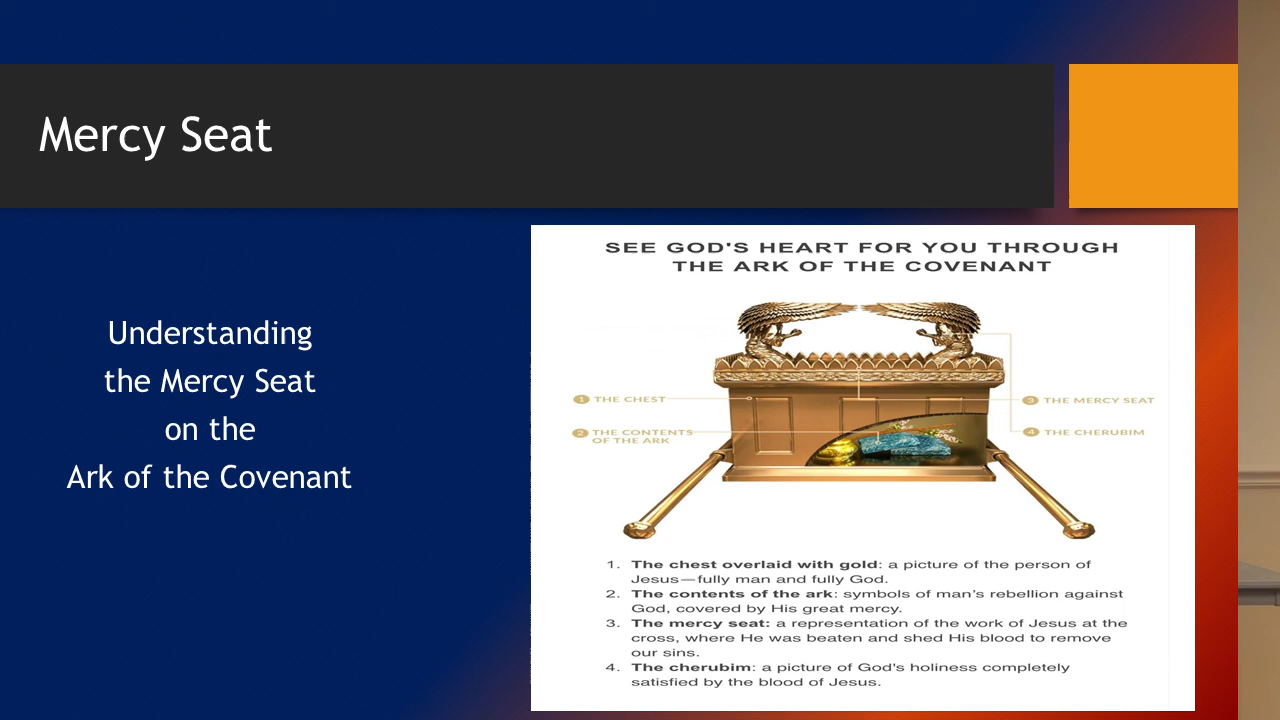 Mercy Seat
Understanding
the Mercy Seat
on the
Ark of the Covenant
SEE GOD'S HEART FOR YOU THROUGH
THE ARK OF THE COVENANT
1 THE CHEST
2 THE CONTENTS
OF THE ARK
3 THE MERCY SEAT
4 THE CHERUBIM
1. The chest overlaid with gold: a picture of the person of
Jesus—fully man and fully God.
2. The contents of the ark: symbols of man's rebellion against
God, covered by His great mercy.
3. The mercy seat: a representation of the work of Jesus at the
cross, where He was beaten and shed His blood to remove
our sins.
4. The cherubim: a picture of God's holiness completely
satisfied by the blood of Jesus.